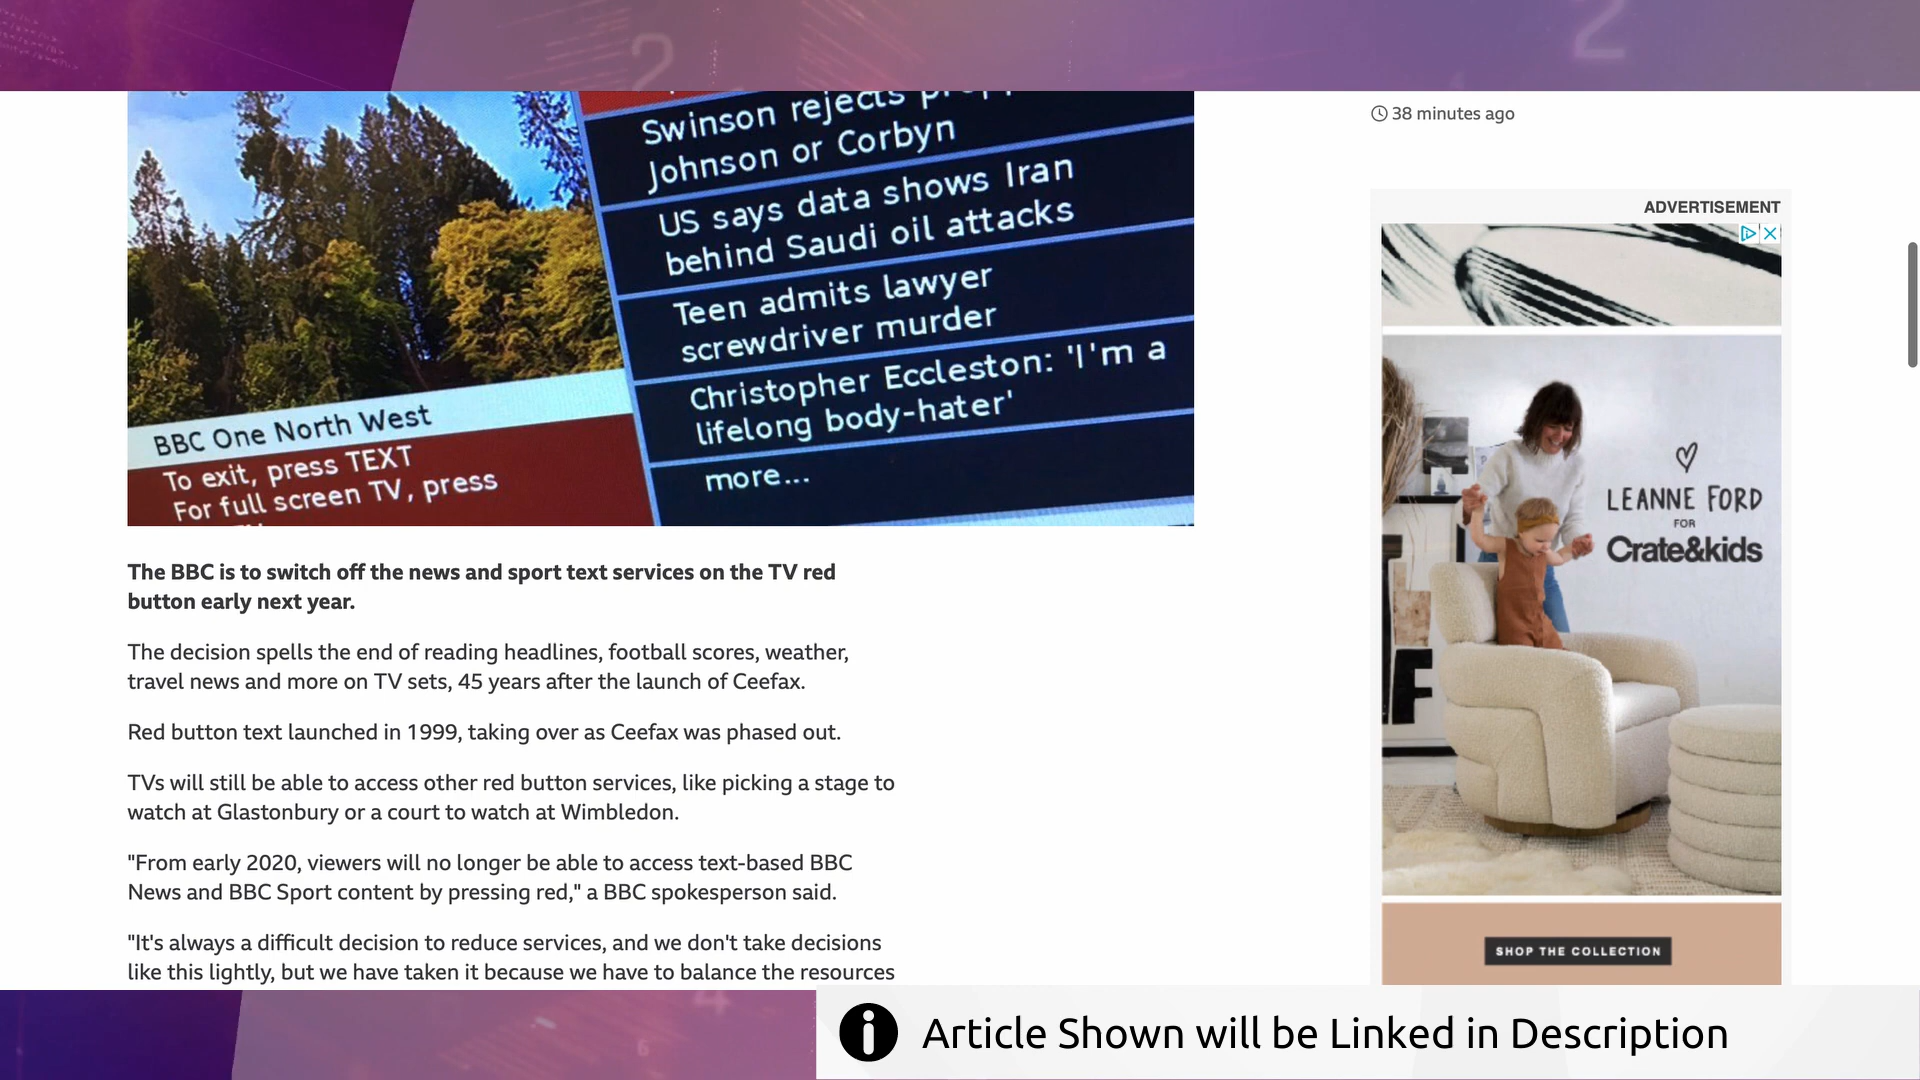 2
2
Swinson rejects
Johnson or Corbyn
US says data shows Iran
behind Saudi oil attacks
Teen admits lawyer
screwdriver murder
Christopher Eccleston: 'I'm a
lifelong body-hater'
more...
BBC One North West
To exit, press TEXT
For full screen TV, press
The BBC is to switch off the news and sport text services on the TV red
button early next year.
The decision spells the end of reading headlines, football scores, weather,
travel news and more on TV sets, 45 years after the launch of Ceefax.
Red button text launched in 1999, taking over as Ceefax was phased out.
TVs will still be able to access other red button services, like picking a stage to
watch at Glastonbury or a court to watch at Wimbledon.
"From early 2020, viewers will no longer be able to access text-based BBC
News and BBC Sport content by pressing red," a BBC spokesperson said.
"It's always a difficult decision to reduce services, and we don't take decisions
like this lightly, but we have taken it because we have to balance the resources
38 minutes ago
ADVERTISEMENT
LEANNE FORD
FOR
Crate&kids
SHOP THE COLLECTION
4
6
Article Shown will be Linked in Description